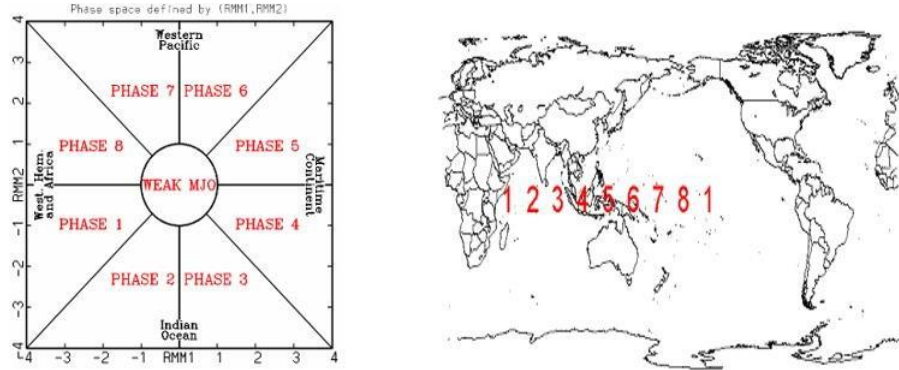 Phase space defined by (RMM1,RMM2)
Western
Pacific
PHASE 7 PHASE 6
PHASE 8 PHASE 5
West. Hem.
and Africa
WEAK MJO
Maritime
Continent
PHASE 1 PHASE 4
PHASE 2 PHASE 3
Indian
Ocean
RMM2
4
3
2
1
0
-1
-2
-3
-4
-4 -3 -2 -1 RMM1 1 2 3 4
1 2 3 4 5 6 7 8 1